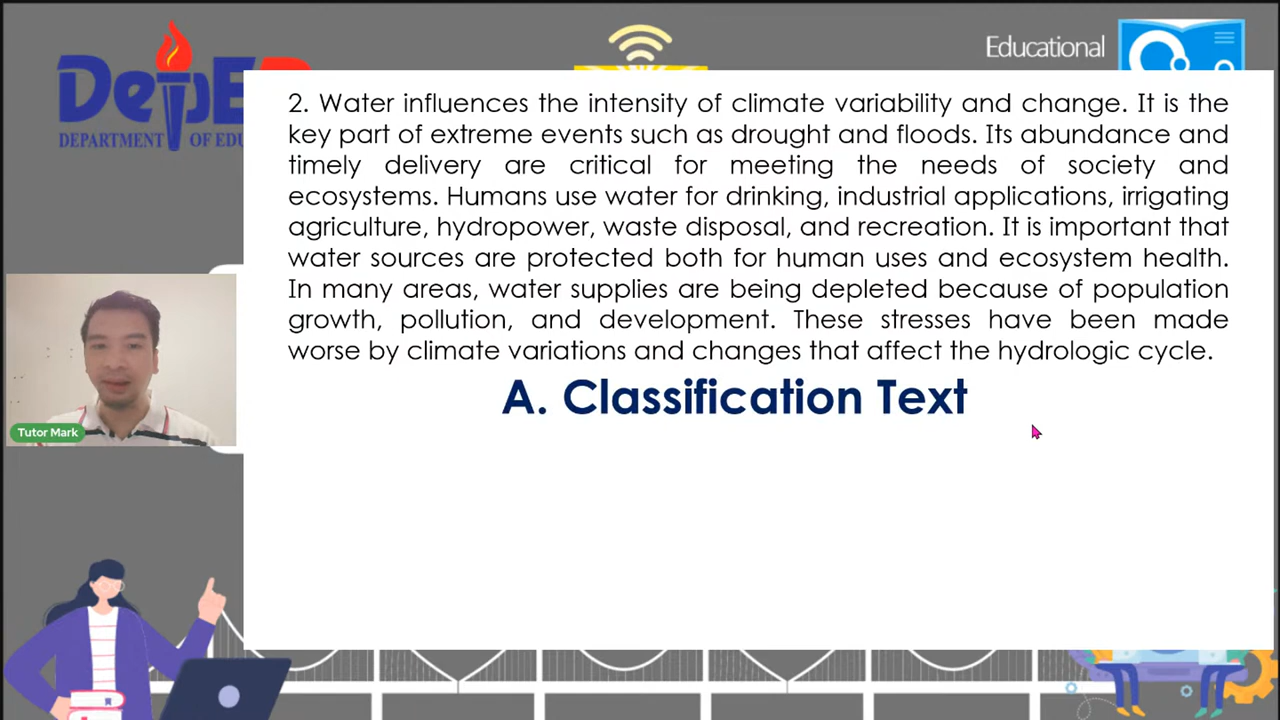 DepE
DEPARTMENT OF EDU
Educational
2. Water influences the intensity of climate variability and change. It is the
key part of extreme events such as drought and floods. Its abundance and
timely delivery are critical for meeting the needs of society and
ecosystems. Humans use water for drinking, industrial applications, irrigating
agriculture, hydropower, waste disposal, and recreation. It is important that
water sources are protected both for human uses and ecosystem health.
In many areas, water supplies are being depleted because of population
growth, pollution, and development. These stresses have been made
worse by climate variations and changes that affect the hydrologic cycle.
A. Classification Text
Tutor Mark